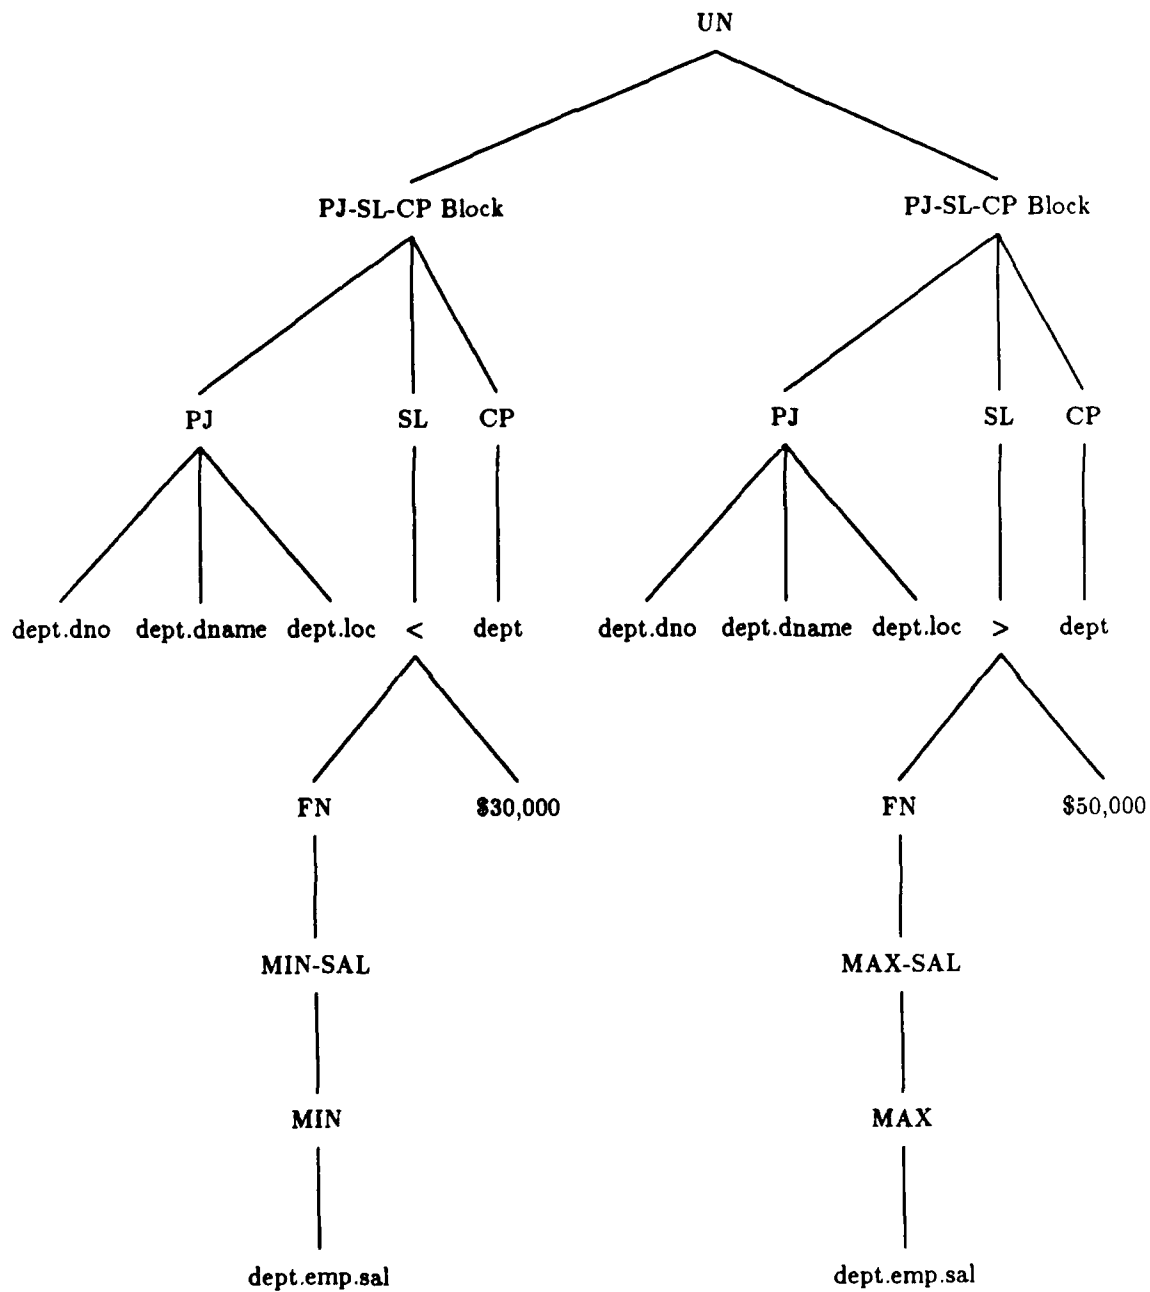 UN
PJ-SL-CP Block PJ-SL-CP Block
PJ SL CP PJ SL CP
dept.dno dept.dname dept.loc < dept dept.dno dept.dname dept.loc > dept
FN $30,000 FN $50,000
MIN-SAL MAX-SAL
MIN MAX
dept.emp.sal dept.emp.sal